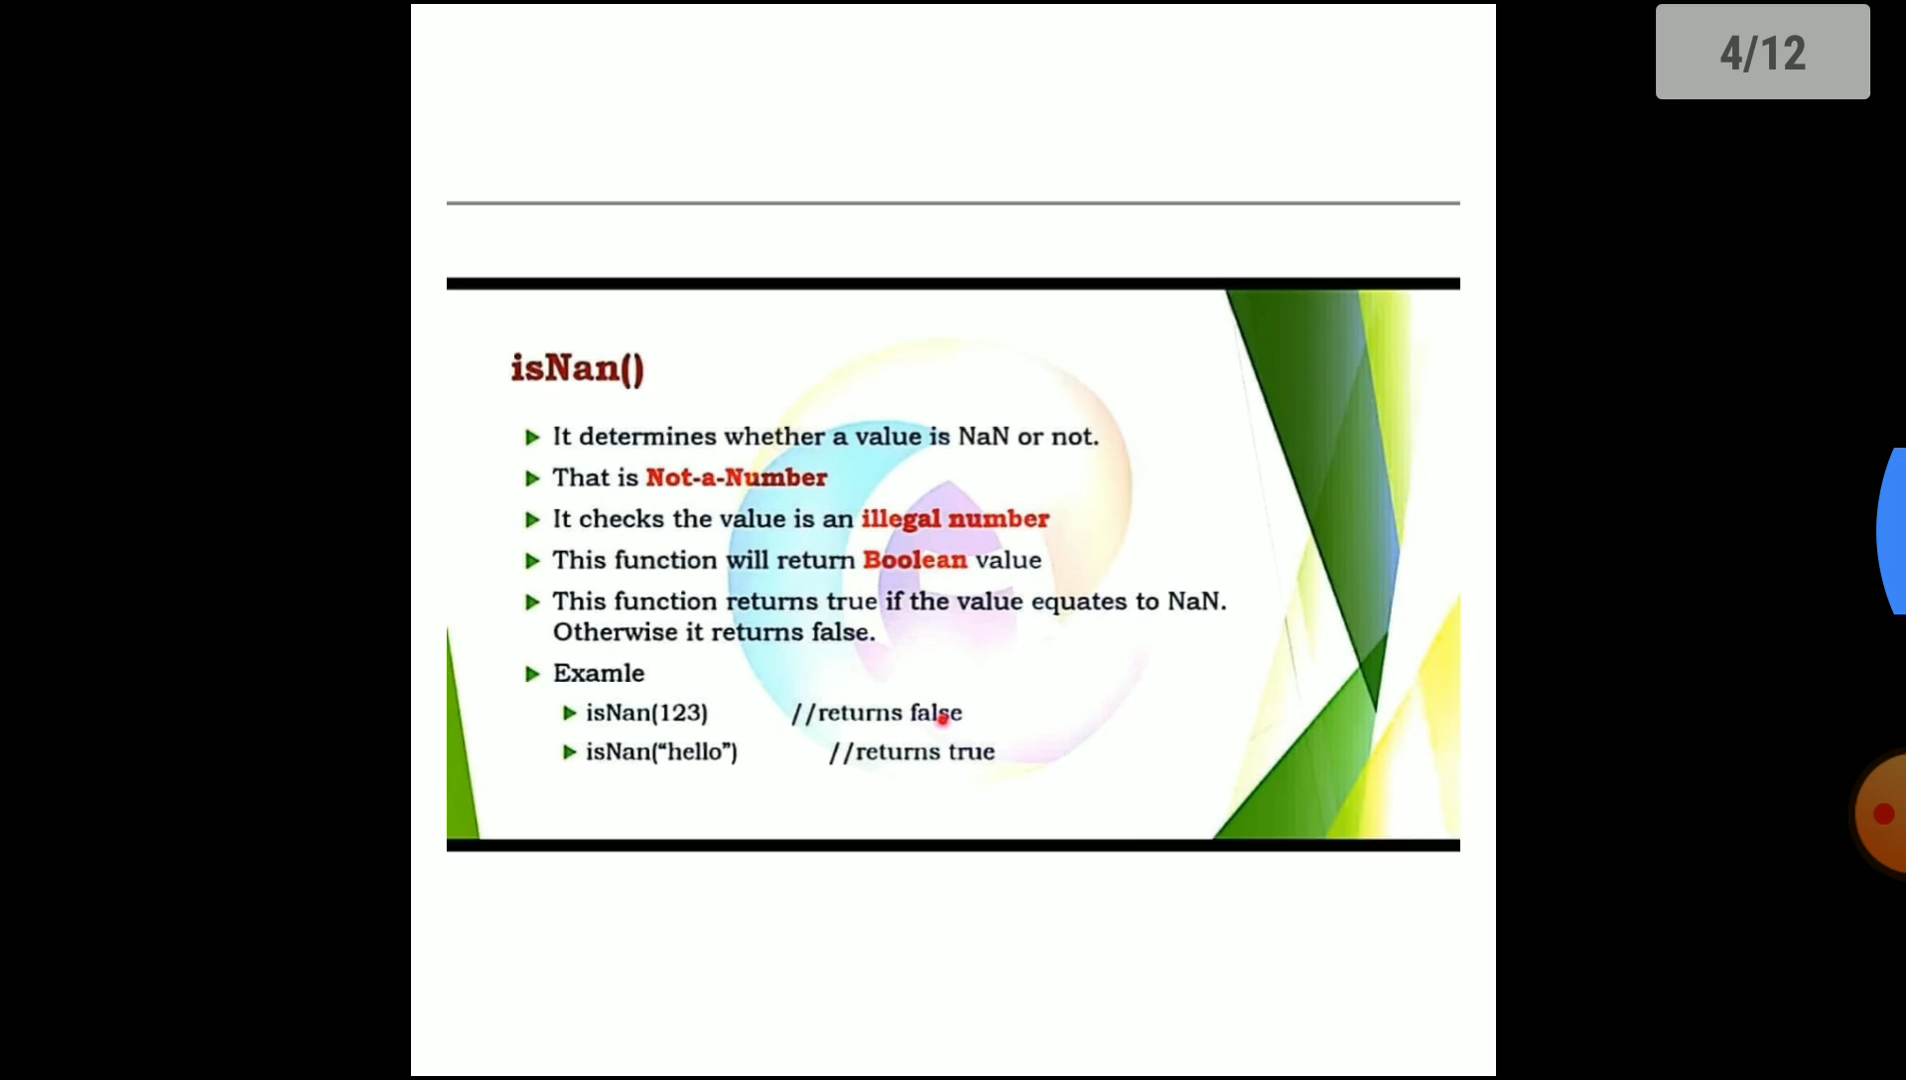 4/12
isNan()
It determines whether a value is NaN or not.
That is Not-a-Number
It checks the value is an illegal number
This function will return Boolean value
This function returns true if the value equates to NaN.
Otherwise it returns false.
Examle
isNan(123) //returns false
isNan(“hello”) //returns true